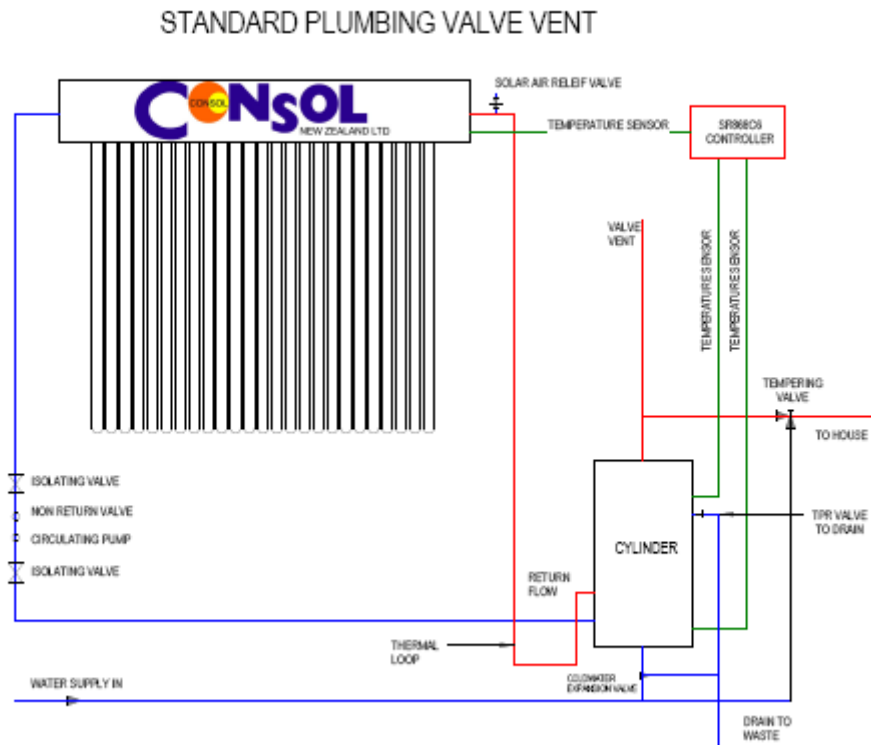 STANDARD PLUMBING VALVE VENT
SOLAR AIR RELEIF VALVE
CONSOL
CONSOL
NEW ZEALAND LTD
TEMPERATURE SENSOR
SR868C6
CONTROLLER
VALVE
VENT
TEMPERATURE SENSOR
TEMPERATURE SENSOR
TEMPERING
VALVE
TO HOUSE
ISOLATING VALVE
NON RETURN VALVE
CIRCULATING PUMP
ISOLATING VALVE
CYLINDER
TPR VALVE
TO DRAIN
RETURN
FLOW
THERMAL
LOOP
WATER SUPPLY IN
COLDWATER
EXPANSION VALVE
DRAIN TO
WASTE